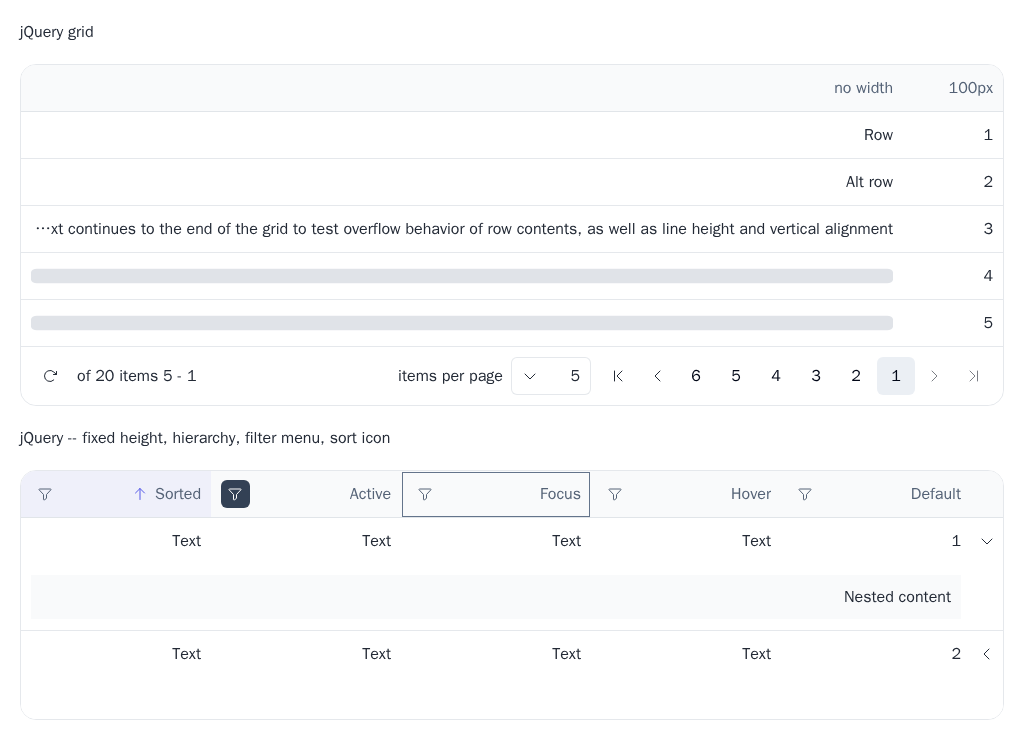 jQuery grid
no width 100px
Row 1
Alt row 2
…xt continues to the end of the grid to test overflow behavior of row contents, as well as line height and vertical alignment 3
4
5
of 20 items 5 - 1 items per page 5 6 5 4 3 2 1
jQuery -- fixed height, hierarchy, filter menu, sort icon
Sorted Active Focus Hover Default
Text Text Text Text 1
Nested content
Text Text Text Text 2